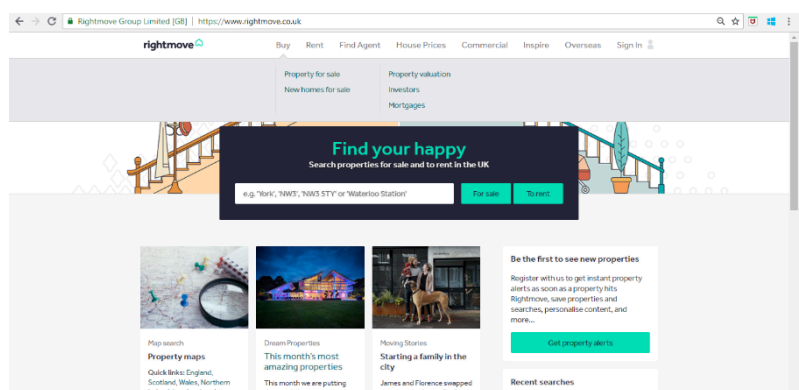 Rightmove Group Limited [GB] | https://www.rightmove.co.uk
rightmove
Buy Rent Find Agent House Prices Commercial Inspire Overseas Sign In
Property for sale Property valuation
New homes for sale Investors
Mortgages
Find your happy
Search properties for sale and to rent in the UK
e.g. 'York', 'NW3', 'NW3 5TY' or 'Waterloo Station' For sale To rent
Map search
Property maps
Quick links: England,
Scotland, Wales, Northern
Dream Properties
This month's most
amazing properties
This month we are putting
Moving Stories
Starting a family in the
city
James and Florence swapped
Be the first to see new properties
Register with us to get instant property
alerts as soon as a property hits
Rightmove, save properties and
searches, personalise content, and
more...
Get property alerts
Recent searches